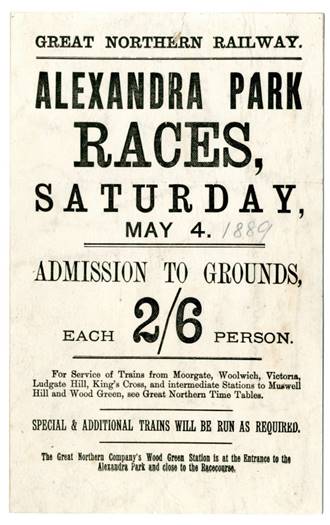 GREAT NORTHERN RAILWAY.
ALEXANDRA PARK
RACES,
SATURDAY,
MAY 4. 1889
ADMISSION TO GROUNDS,
EACH 2/6 PERSON.
For Service of Trains from Moorgate, Woolwich, Victoria,
Ludgate Hill, King's Cross, and intermediate Stations to Muswell
Hill and Wood Green, see Great Northern Time Tables.
SPECIAL & ADDITIONAL TRAINS WILL BE RUN AS REQUIRED.
The Great Northern Company's Wood Green Station is at the Entrance to the
Alexandra Park and close to the Racecourse.